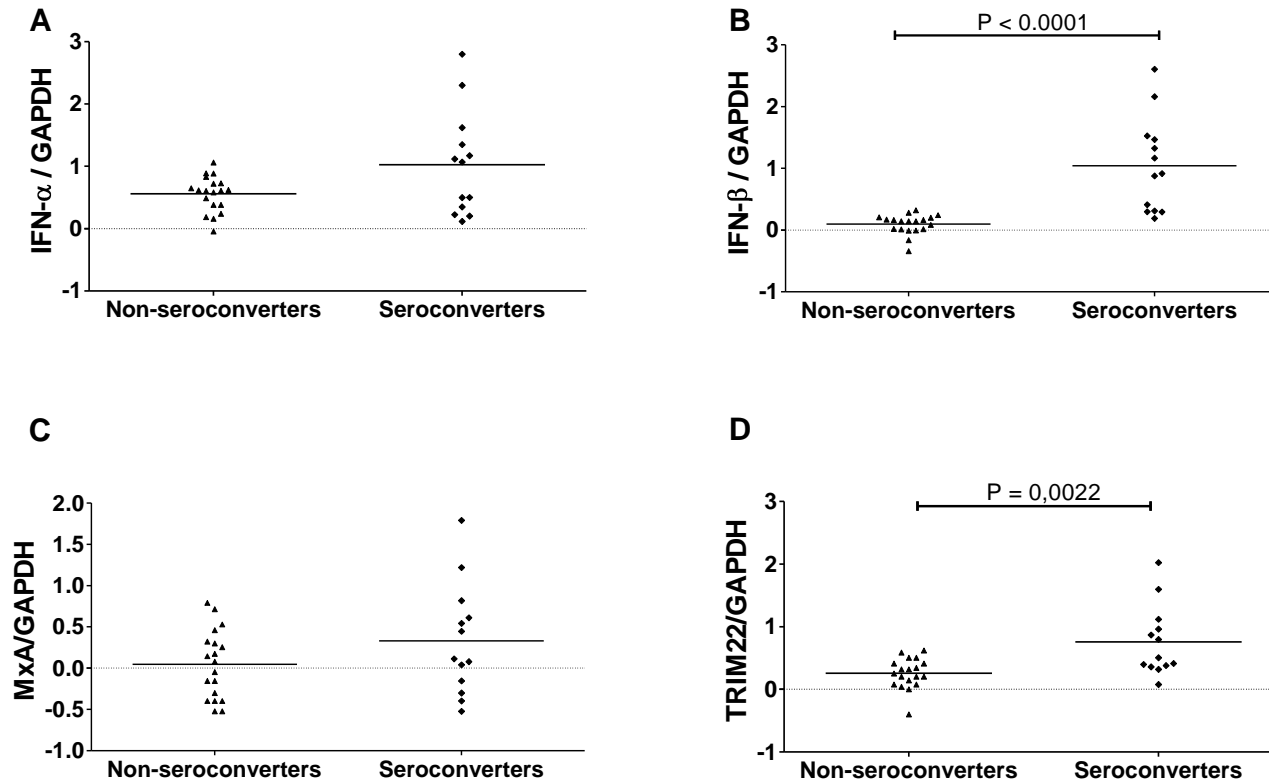 A
IFN-α / GAPDH
3
2
1
0
-1
Non-seroconverters Seroconverters
B
P < 0.0001
IFN-β / GAPDH
3
2
1
0
-1
Non-seroconverters Seroconverters
C
MxA/GAPDH
2.0
1.5
1.0
0.5
0.0
-0.5
-1.0
Non-seroconverters Seroconverters
D
P = 0,0022
TRIM22/GAPDH
3
2
1
0
-1
Non-seroconverters Seroconverters